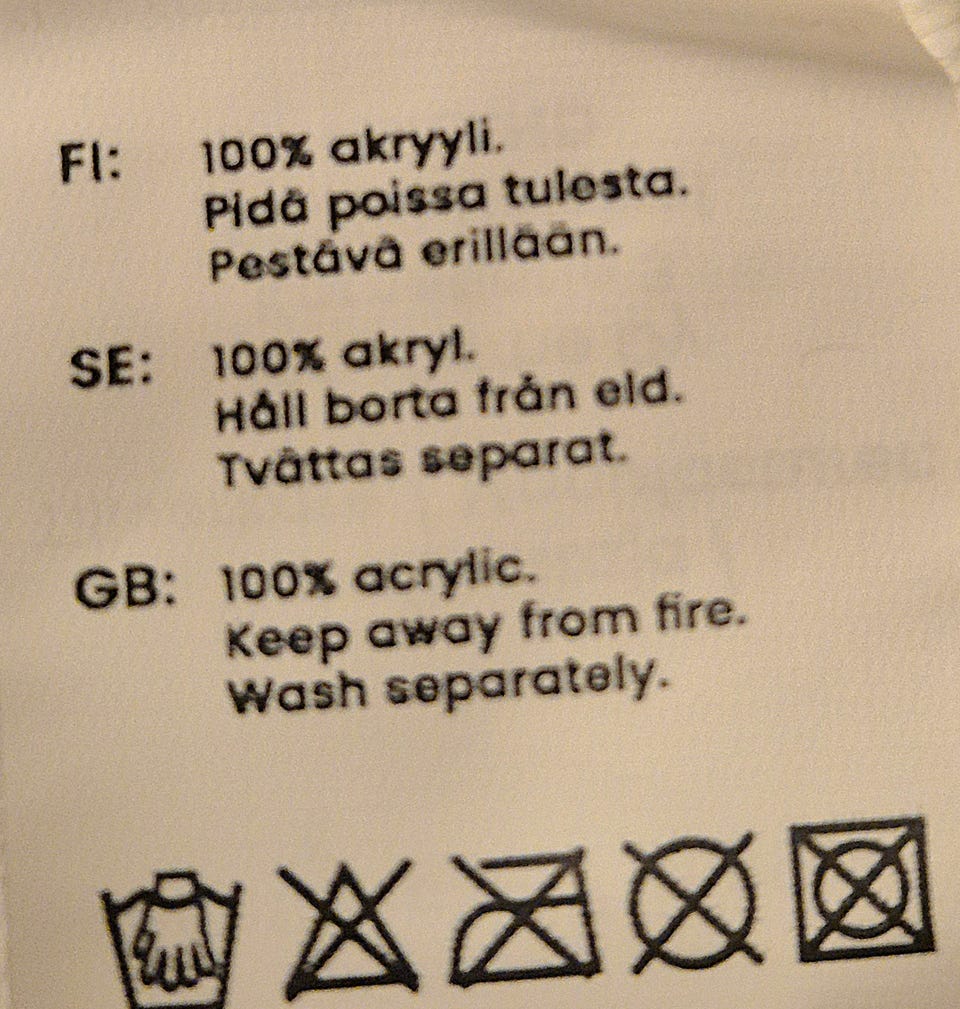 FI: 100% akryyli.
Pidä poissa tulesta.
Pestävä erillään.
SE: 100% akryl.
Håll borta från eld.
Tvättas separat.
GB: 100% acrylic.
Keep away from fire.
Wash separately.